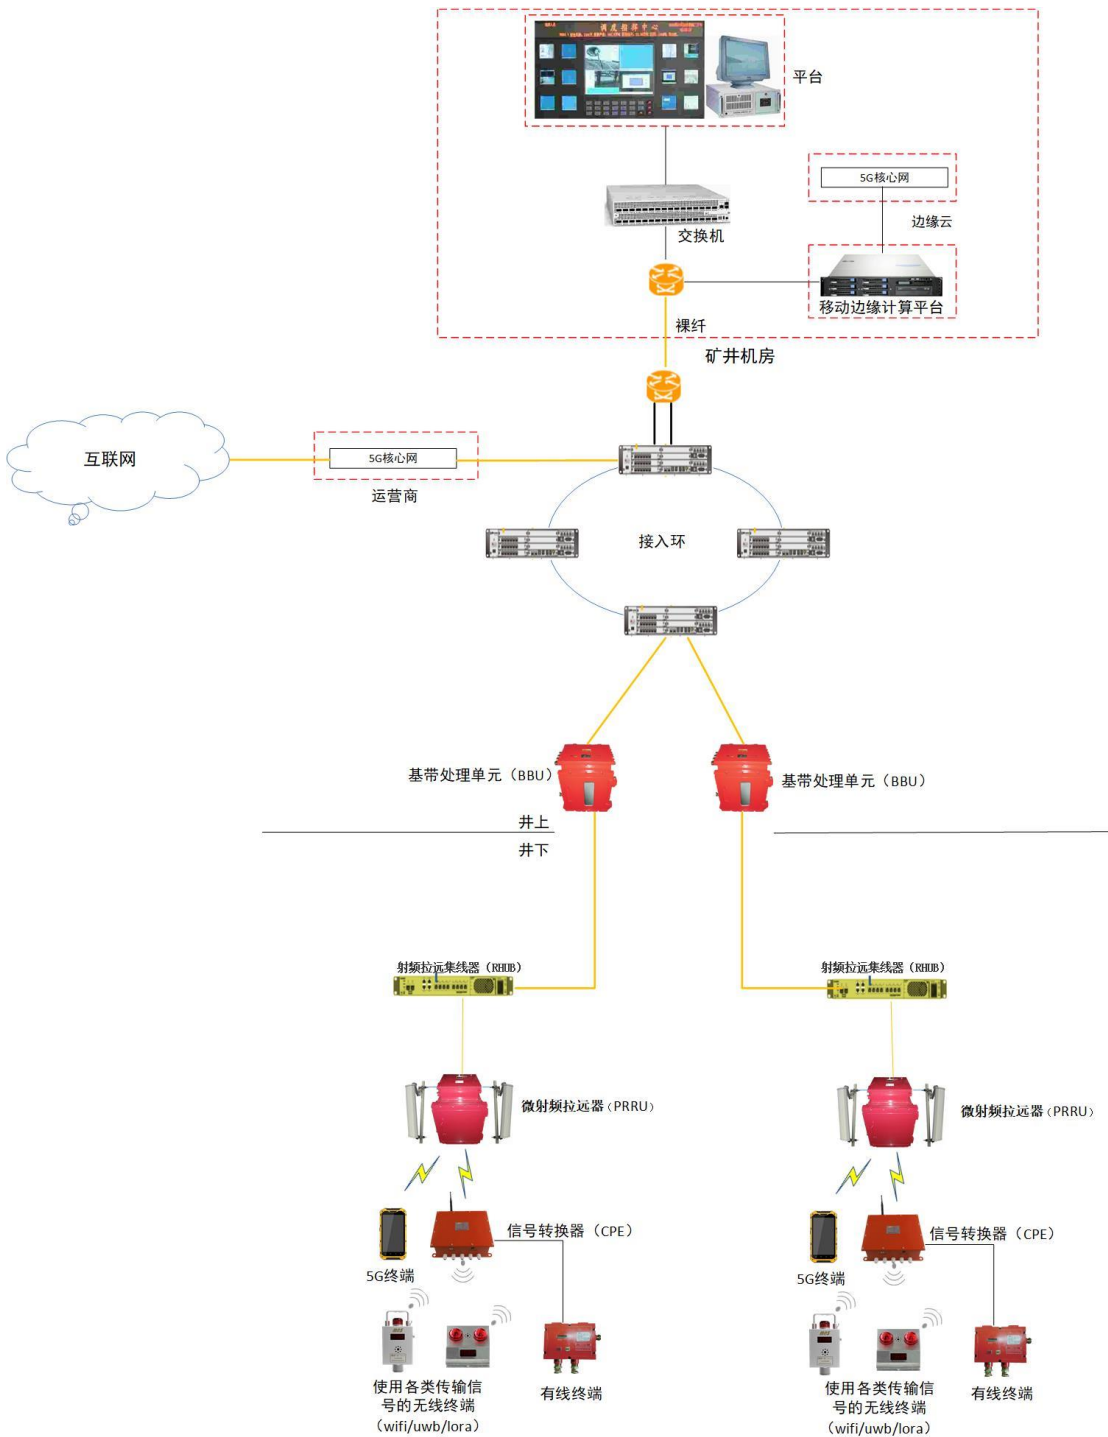 调度指挥中心
平台
5G核心网
边缘云
交换机
移动边缘计算平台
裸纤
矿井机房
互联网
5G核心网
运营商
接入环
基带处理单元（BBU）
基带处理单元（BBU）
井上
井下
射频拉远集线器（RHUB）
射频拉远集线器（RHUB）
微射频拉远器（PRRU）
微射频拉远器（PRRU）
信号转换器（CPE）
信号转换器（CPE）
5G终端
5G终端
使用各类传输信
号的无线终端
（wifi/uwb/lora）
有线终端
使用各类传输信
号的无线终端
（wifi/uwb/lora）
有线终端